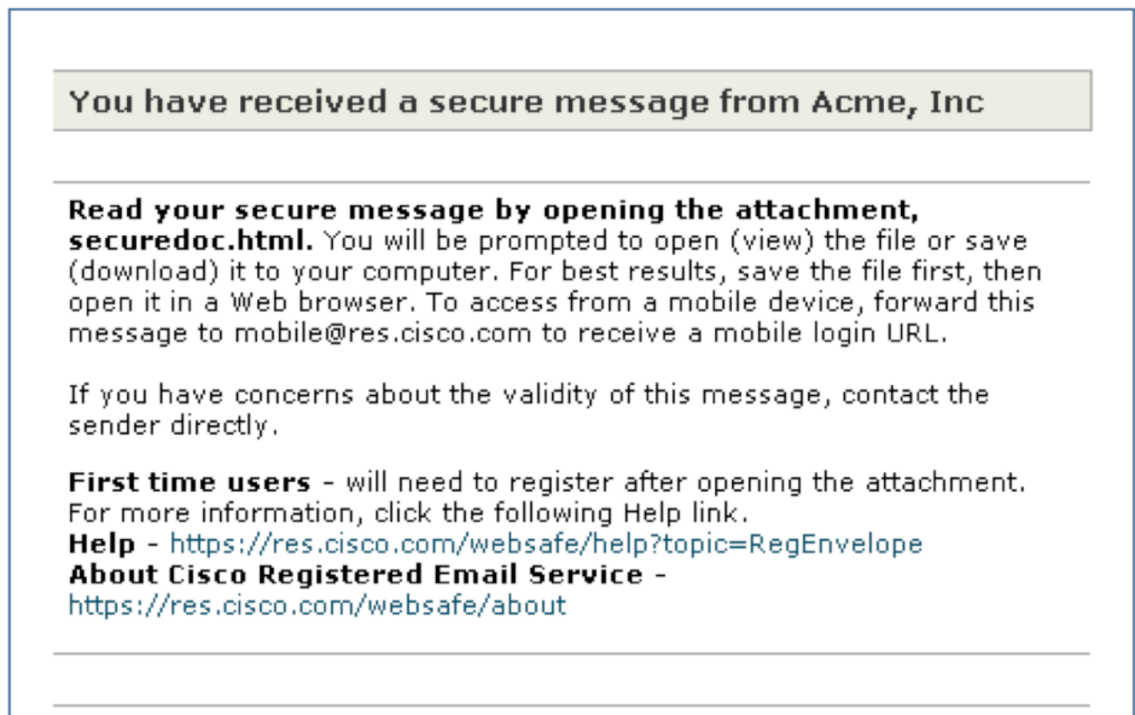 You have received a secure message from Acme, Inc
Read your secure message by opening the attachment,
securedoc.html. You will be prompted to open (view) the file or save
(download) it to your computer. For best results, save the file first, then
open it in a Web browser. To access from a mobile device, forward this
message to mobile@res.cisco.com to receive a mobile login URL.
If you have concerns about the validity of this message, contact the
sender directly.
First time users - will need to register after opening the attachment.
For more information, click the following Help link.
Help - https://res.cisco.com/websafe/help?topic=RegEnvelope
About Cisco Registered Email Service -
https://res.cisco.com/websafe/about